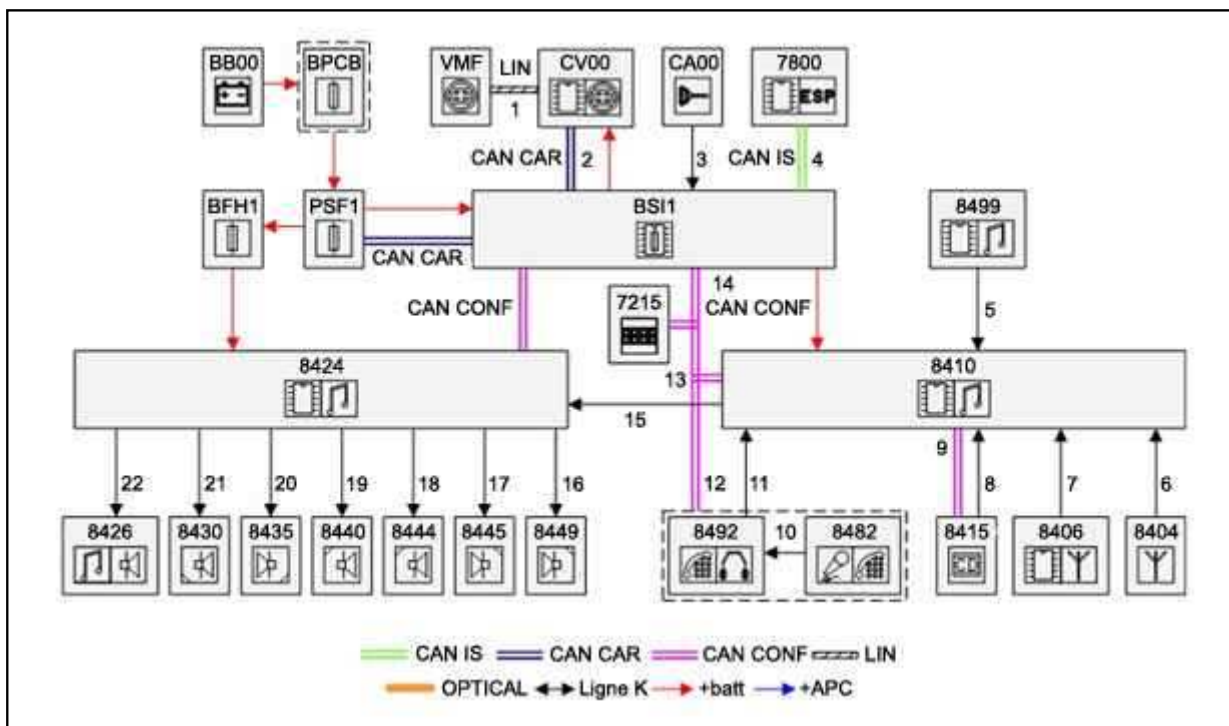 BB00 BPCB VMF LIN CV00 CA00 7800
ESP
1
CAN CAR 2 3 CAN IS 4
BFH1 PSF1 BSI1 8499
CAN CAR
14
CAN CONF 7215 CAN CONF 5
8424 13 8410
15
9
22 21 20 19 18 17 16 12 11 8 7 6
8426 8430 8435 8440 8444 8445 8449 8492 10 8482 8415 8406 8404
CAN IS CAN CAR CAN CONF LIN
OPTICAL Ligne K +batt +APC